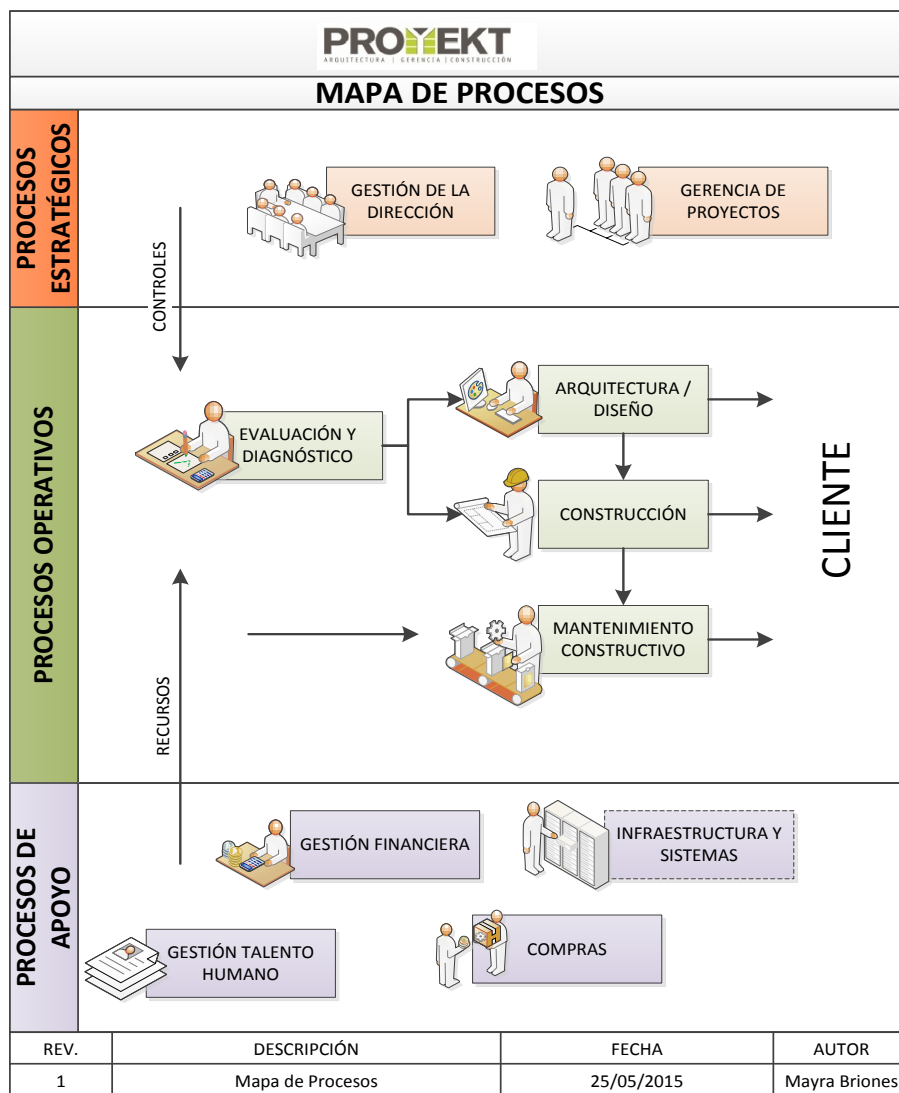 PROYEKT
ARQUITECTURA | GERENCIA | CONSTRUCCIÓN
MAPA DE PROCESOS
PROCESOS
ESTRATÉGICOS
GESTIÓN DE LA
DIRECCIÓN
GERENCIA DE
PROYECTOS
CONTROLES
PROCESOS OPERATIVOS
EVALUACIÓN Y
DIAGNÓSTICO
ARQUITECTURA /
DISEÑO
CONSTRUCCIÓN
MANTENIMIENTO
CONSTRUCTIVO
CLIENTE
RECURSOS
PROCESOS DE
APOYO
GESTIÓN FINANCIERA
INFRAESTRUCTURA Y
SISTEMAS
GESTIÓN TALENTO
HUMANO
COMPRAS
REV. DESCRIPCIÓN FECHA AUTOR
1 Mapa de Procesos 25/05/2015 Mayra Briones